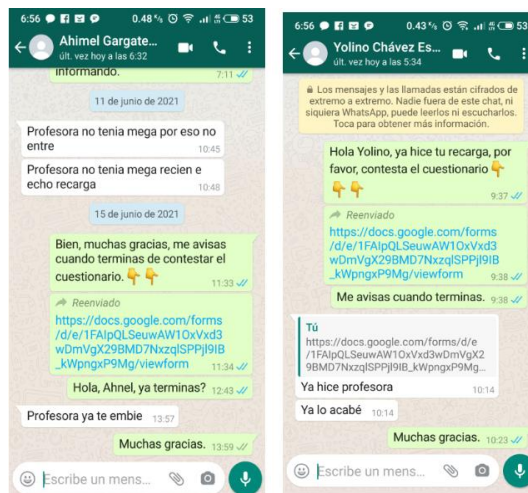 6:56 0.48 53
Ahimel Gargate...
últ. vez hoy a las 6:32
informando.
7:11
11 de junio de 2021
Profesora no tenia mega por eso no
entre
10:45
Profesora no tenia mega recien e
echo recarga
10:48
15 de junio de 2021
Bien, muchas gracias, me avisas
cuando terminas de contestar el
cuestionario.
11:33
Reenviado
https://docs.google.com/forms
/d/e/1FAIpQLSeuwAW1OxVxd3
wDmVgX29BMD7NxzqlSPPjl9IB
_kWpngxP9Mg/viewform
11:34
Hola, Ahnel, ya terminas?
12:43
Profesora ya te embie
13:57
Muchas gracias.
13:59
Escribe un mens...
6:56 0.43 53
Yolino Chávez Es...
últ. vez hoy a las 5:34
Los mensajes y las llamadas están cifrados de
extremo a extremo. Nadie fuera de este chat, ni
siquiera WhatsApp, puede leerlos ni escucharlos.
Toca para obtener más información.
Hola Yolino, ya hice tu recarga, por
favor, contesta el cuestionario
9:37
Reenviado
https://docs.google.com/forms
/d/e/1FAIpQLSeuwAW1OxVxd3
wDmVgX29BMD7NxzqlSPPjl9IB
_kWpngxP9Mg/viewform
9:38
Me avisas cuando terminas.
9:38
Tú
https://docs.google.com/forms/d/e
/1FAIpQLSeuwAW1OxVxd3wDmVgX2
9BMD7NxzqlSPPjl9IB_kWpngxP9Mg...
Ya hice profesora
10:14
Ya lo acabé
10:14
Muchas gracias.
10:23
Escribe un mens...